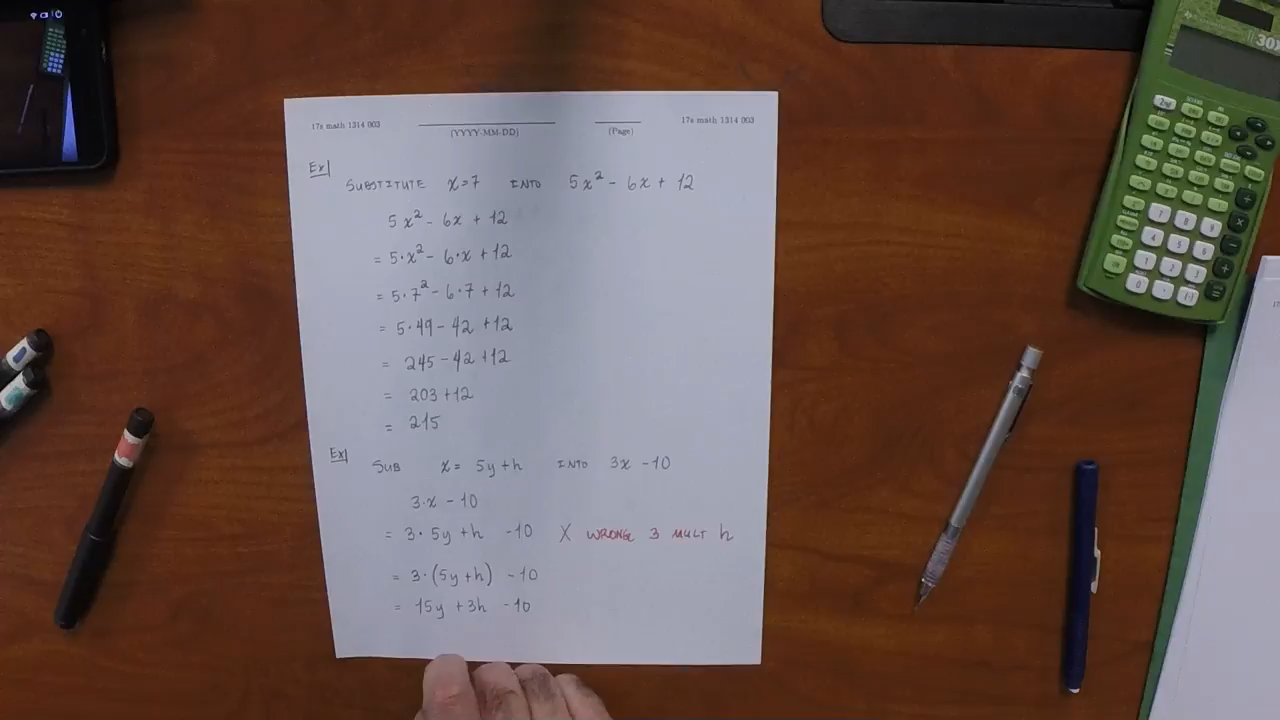 17s math 1314 003 (YYYY-MM-DD) (Page) 17s math 1314 003
Ex| SUBSTITUTE x=7 INTO 5x² - 6x + 12
5x² - 6x + 12
= 5·x² - 6·x + 12
= 5·7² - 6·7 + 12
= 5·49 - 42 + 12
= 245 - 42 + 12
= 203 + 12
= 215
Ex| SUB x = 5y+h INTO 3x - 10
3·x - 10
= 3·5y+h -10 X WRONG 3 MULT h
= 3·(5y+h) -10
= 15y +3h -10
30X